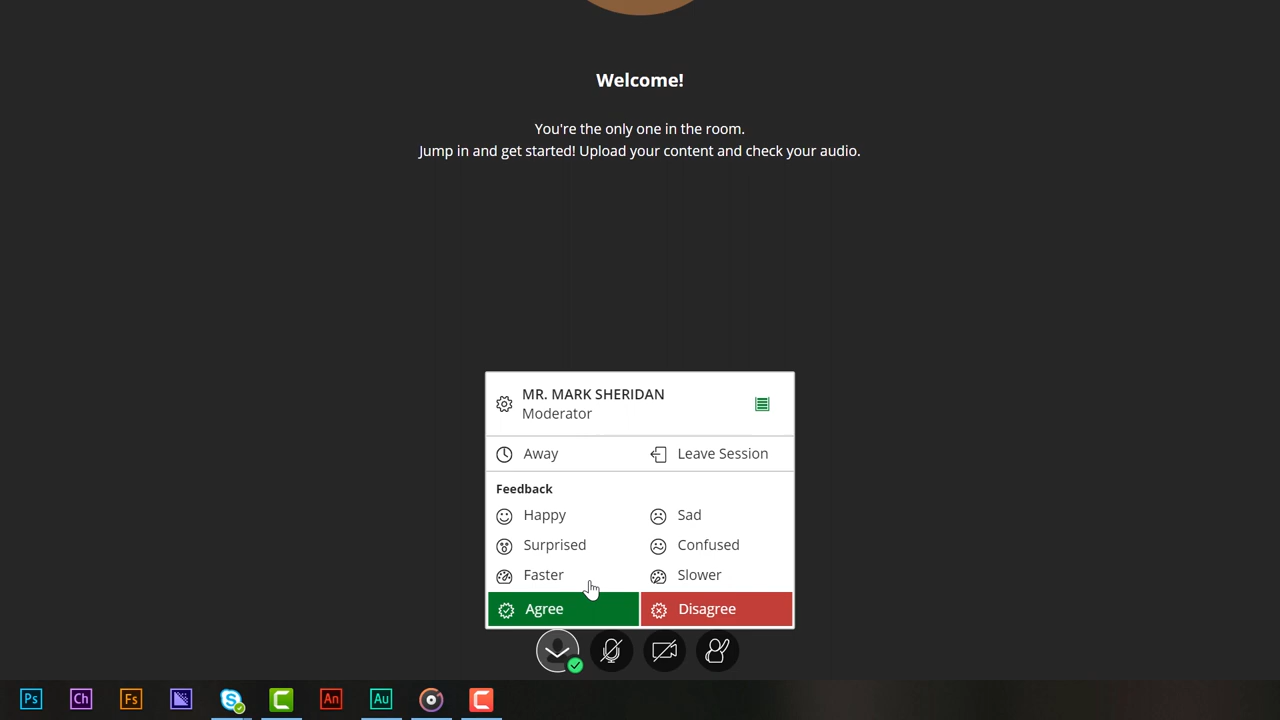 Welcome!
You're the only one in the room.
Jump in and get started! Upload your content and check your audio.
MR. MARK SHERIDAN
Moderator
Away
Leave Session
Feedback
Happy
Sad
Surprised
Confused
Faster
Slower
Agree
Disagree
Ps
Ch
Fs
An
Au